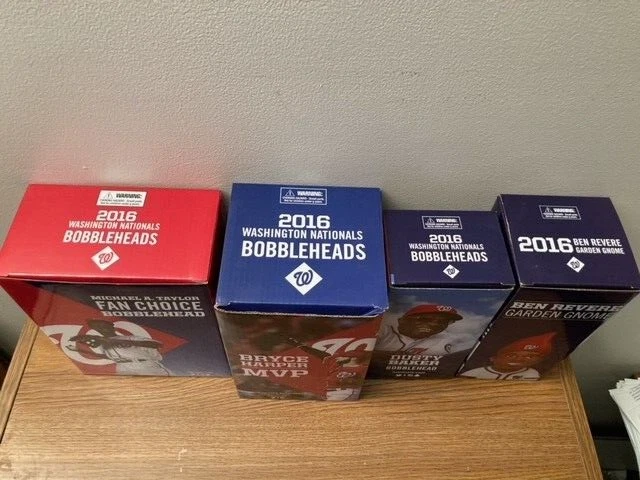 WARNING:
2016
WASHINGTON NATIONALS
BOBBLEHEADS
W
MICHAEL A. TAYLOR
FAN CHOICE
BOBBLEHEAD
WARNING:
2016
WASHINGTON NATIONALS
BOBBLEHEADS
W
BRYCE
HARPER
MVP
WARNING:
2016
WASHINGTON NATIONALS
BOBBLEHEADS
W
DUSTY
BAKER
BOBBLEHEAD
WARNING:
2016 BEN REVERE
GARDEN GNOME
W
BEN REVERE
GARDEN GNOME